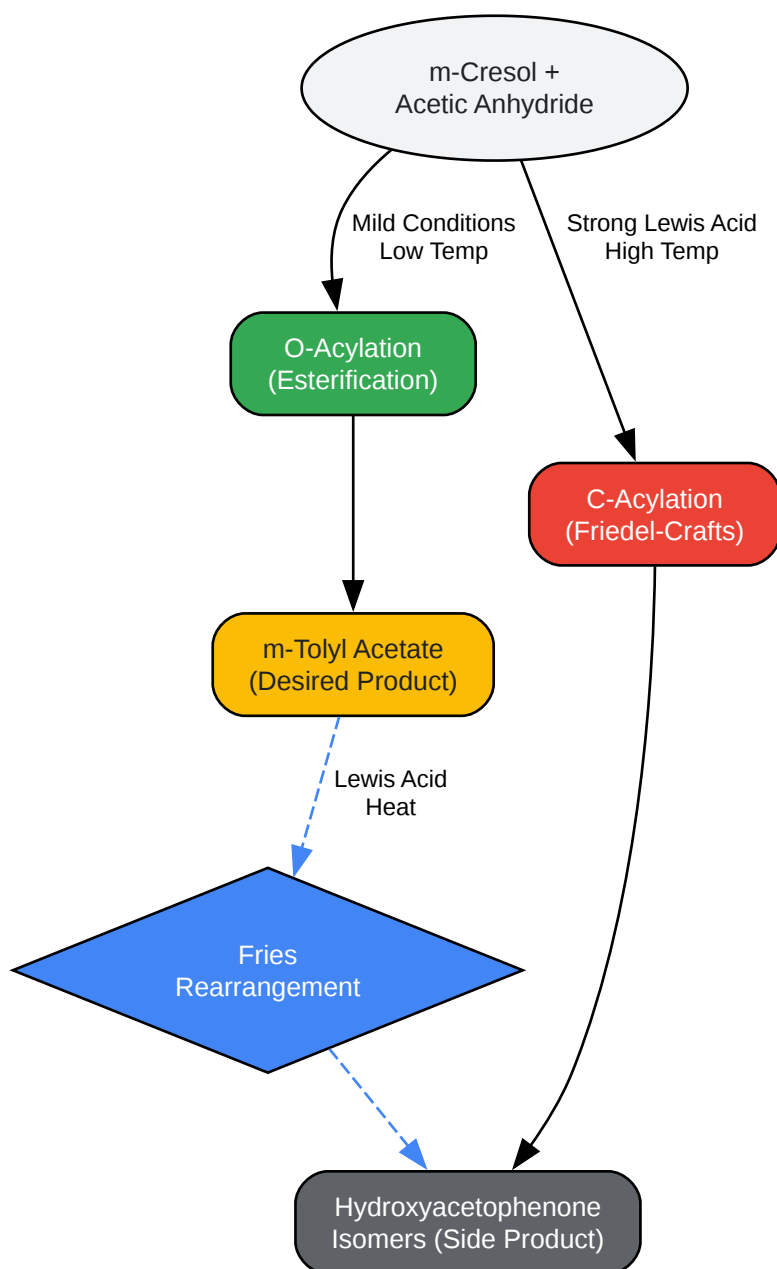 m-Cresol +
Acetic Anhydride
Mild Conditions
Low Temp
Strong Lewis Acid
High Temp
O-Acylation
(Esterification)
C-Acylation
(Friedel-Crafts)
m-Tolyl Acetate
(Desired Product)
Lewis Acid
Heat
Fries
Rearrangement
Hydroxyacetophenone
Isomers (Side Product)